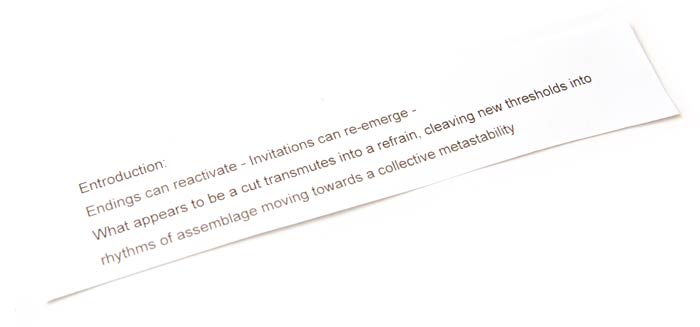 Entroduction:
Endings can reactivate - Invitations can re-emerge -
What appears to be a cut transmutes into a refrain, cleaving new thresholds into
rhythms of assemblage moving towards a collective metastability